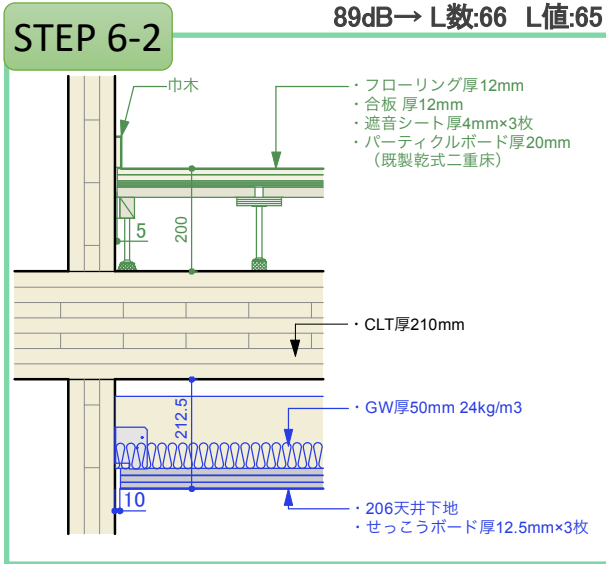 89dB→ L数:66 L値:65
STEP 6-2
巾木
・フローリング厚12mm
・合板 厚12mm
・遮音シート厚4mm×3枚
・パーティクルボード厚20mm
（既製乾式二重床）
5
200
・CLT厚210mm
212.5
・GW厚50mm 24kg/m3
10
・206天井下地
・せっこうボード厚12.5mm×3枚